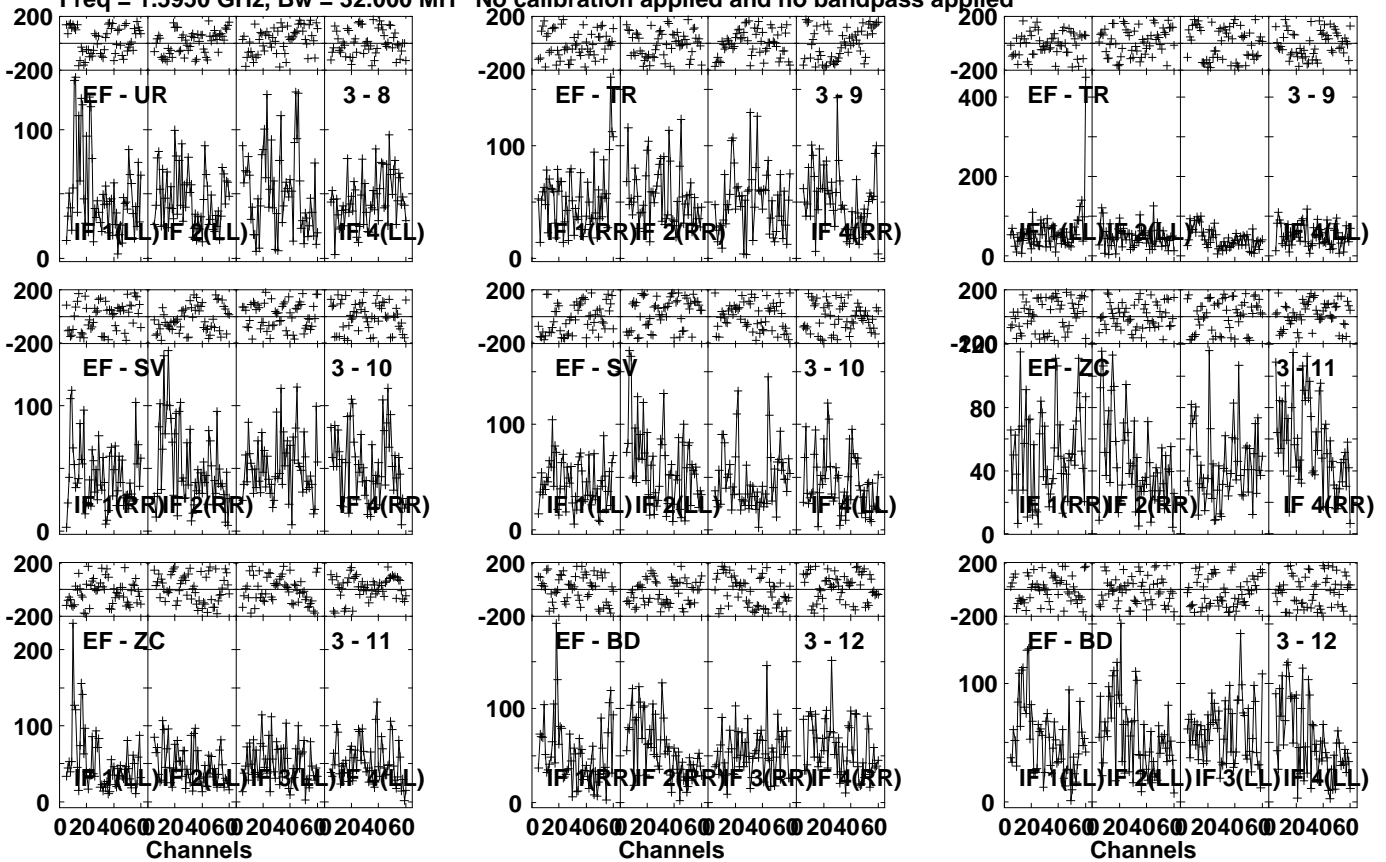 Freq = 1.5950 GHz, Bw = 32.000 MH No calibration applied and no bandpass applied
200
-200
EF - UR 3 - 8
100
IF 1(LL) IF 2(LL) IF 4(LL)
0
200
-200
EF - TR 3 - 9
100
IF 1(RR) IF 2(RR) IF 4(RR)
0
200
-200
EF - TR 3 - 9
400
200
IF 1(LL) IF 2(LL) IF 4(LL)
0
200
-200
EF - SV 3 - 10
100
IF 1(RR) IF 2(RR) IF 4(RR)
0
200
-200
EF - SV 3 - 10
100
IF 1(LL) IF 2(LL) IF 4(LL)
0
200
-200
120
EF - ZC 3 - 11
80
40
IF 1(RR) IF 2(RR) IF 4(RR)
0
200
-200
EF - ZC 3 - 11
200
100
IF 1(LL) IF 2(LL) IF 3(LL) IF 4(LL)
0
0 20 40 60 0 20 40 60 0 20 40 60 0 20 40 60
Channels
200
-200
EF - BD 3 - 12
100
IF 1(RR) IF 2(RR) IF 3(RR) IF 4(RR)
0
0 20 40 60 0 20 40 60 0 20 40 60 0 20 40 60
Channels
200
-200
EF - BD 3 - 12
100
IF 1(LL) IF 2(LL) IF 3(LL) IF 4(LL)
0
0 20 40 60 0 20 40 60 0 20 40 60 0 20 40 60
Channels